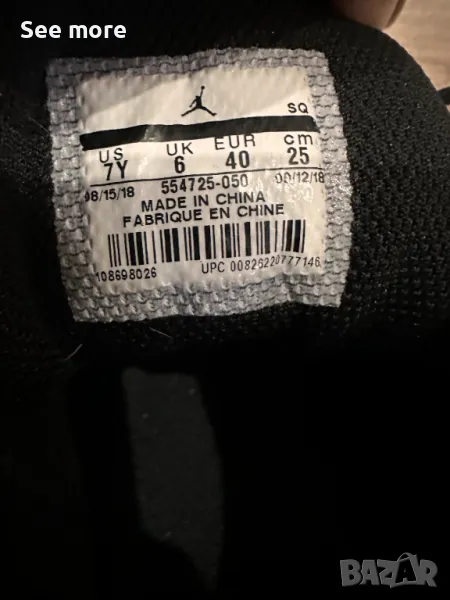 See more
SQ
US UK EUR cm
7Y 6 40 25
08/15/18 554725-050 00/12/18
MADE IN CHINA
FABRIQUE EN CHINE
108698026 UPC 00826220777146
BAZAR